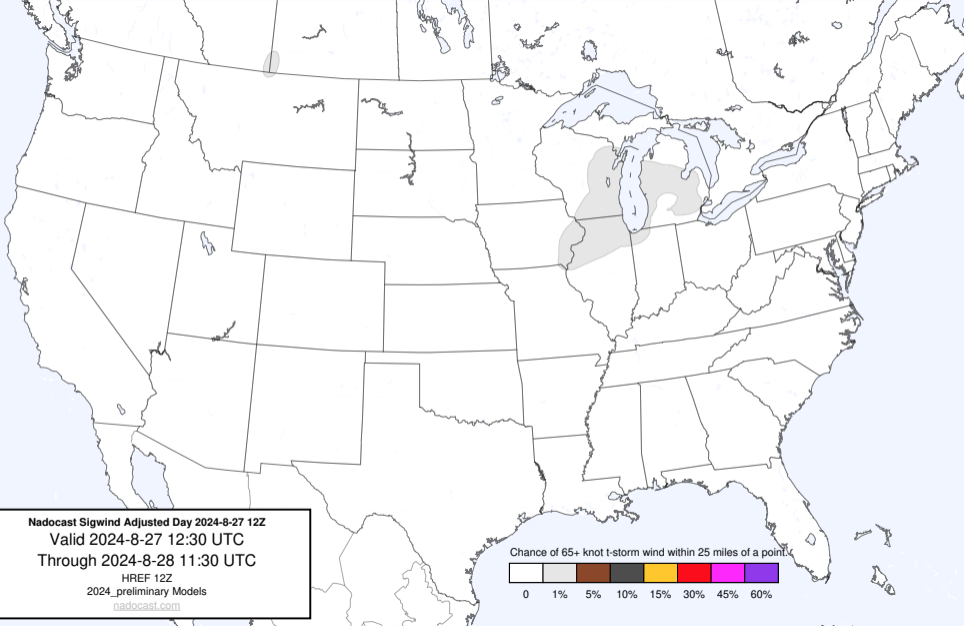 Nadocast Sigwind Adjusted Day 2024-8-27 12Z
Valid 2024-8-27 12:30 UTC
Through 2024-8-28 11:30 UTC
HREF 12Z
2024_preliminary Models
nadocast.com
Chance of 65+ knot t-storm wind within 25 miles of a point.
0 1% 5% 10% 15% 30% 45% 60%